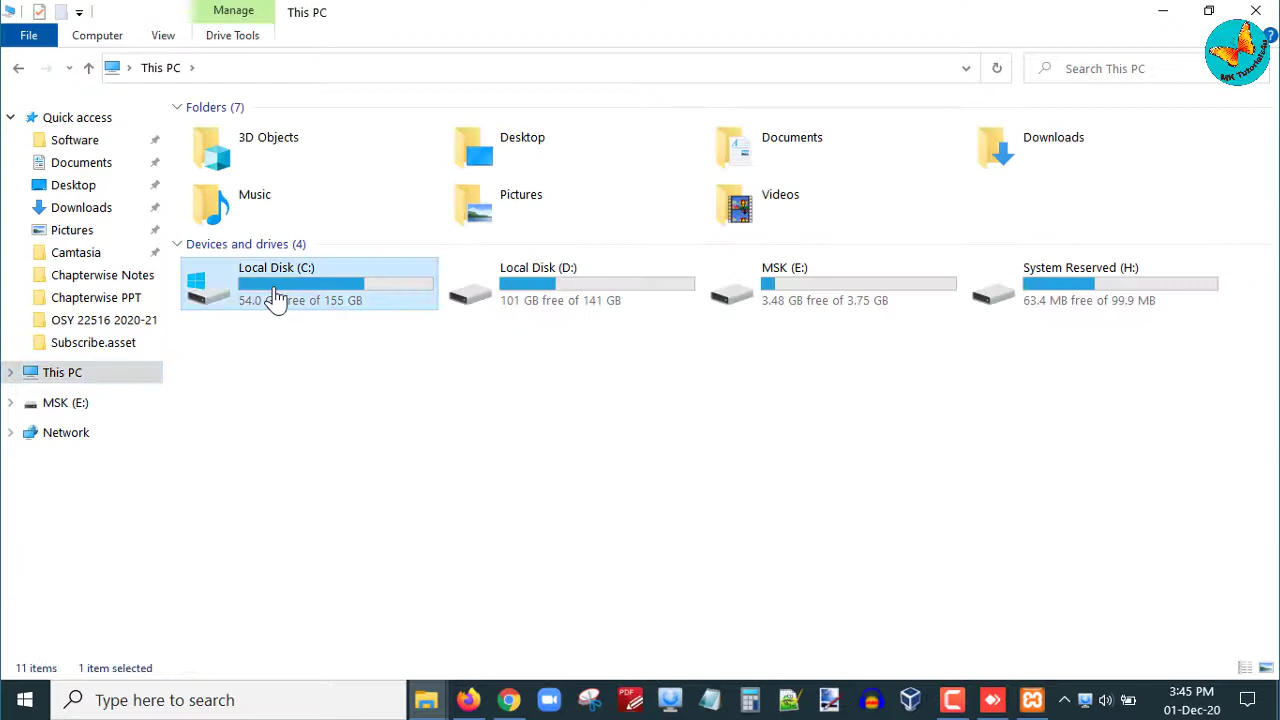 Manage
This PC
File
Computer
View
Drive Tools
This PC
Search This PC
MK Tutorials4u
Quick access
Software
Documents
Desktop
Downloads
Pictures
Camtasia
Chapterwise Notes
Chapterwise PPT
OSY 22516 2020-21
Subscribe.asset
This PC
MSK (E:)
Network
Folders (7)
3D Objects
Desktop
Documents
Downloads
Music
Pictures
Videos
Devices and drives (4)
Local Disk (C:)
54.0 free of 155 GB
Local Disk (D:)
101 GB free of 141 GB
MSK (E:)
3.48 GB free of 3.75 GB
System Reserved (H:)
63.4 MB free of 99.9 MB
11 items
1 item selected
Type here to search
PDF
3:45 PM
01-Dec-20